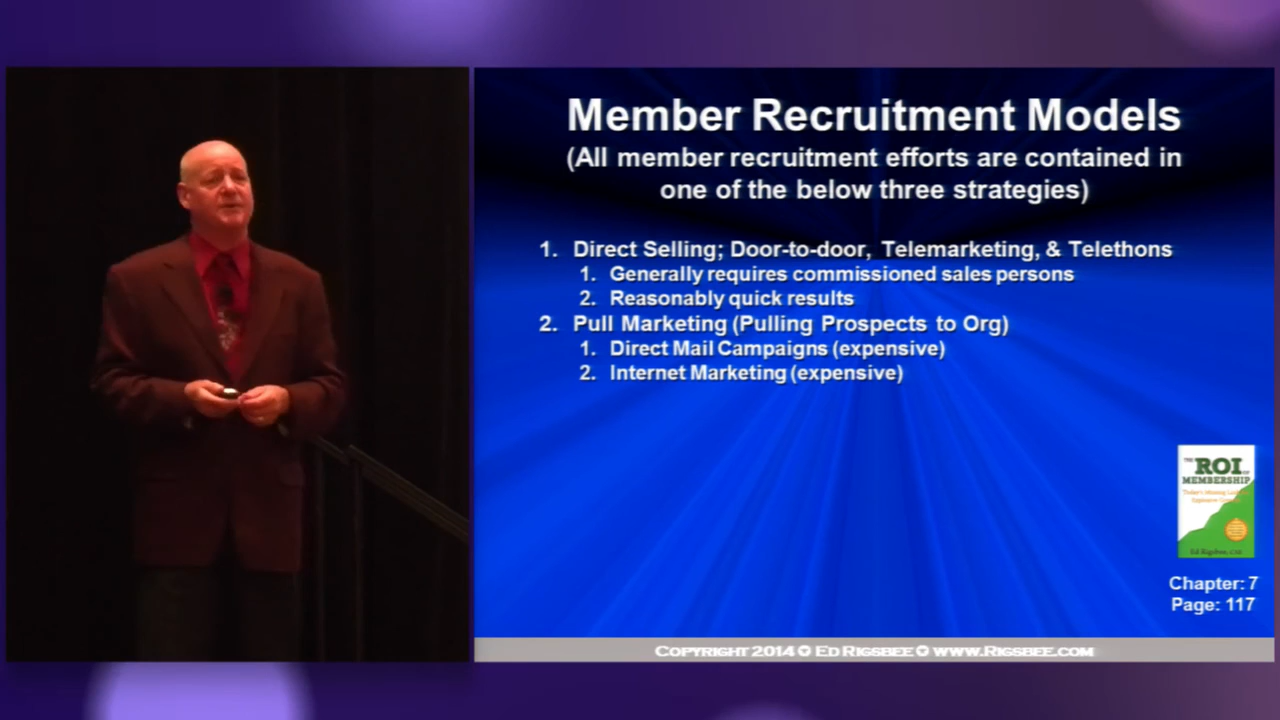 Member Recruitment Models
(All member recruitment efforts are contained in
one of the below three strategies)
1. Direct Selling; Door-to-door, Telemarketing, & Telethons
1. Generally requires commissioned sales persons
2. Reasonably quick results
2. Pull Marketing (Pulling Prospects to Org)
1. Direct Mail Campaigns (expensive)
2. Internet Marketing (expensive)
THE ROI OF
MEMBERSHIP
Ed Rigsbee, CSP
Chapter: 7
Page: 117
Copyright 2014 Ed Rigsbee www.Rigsbee.com